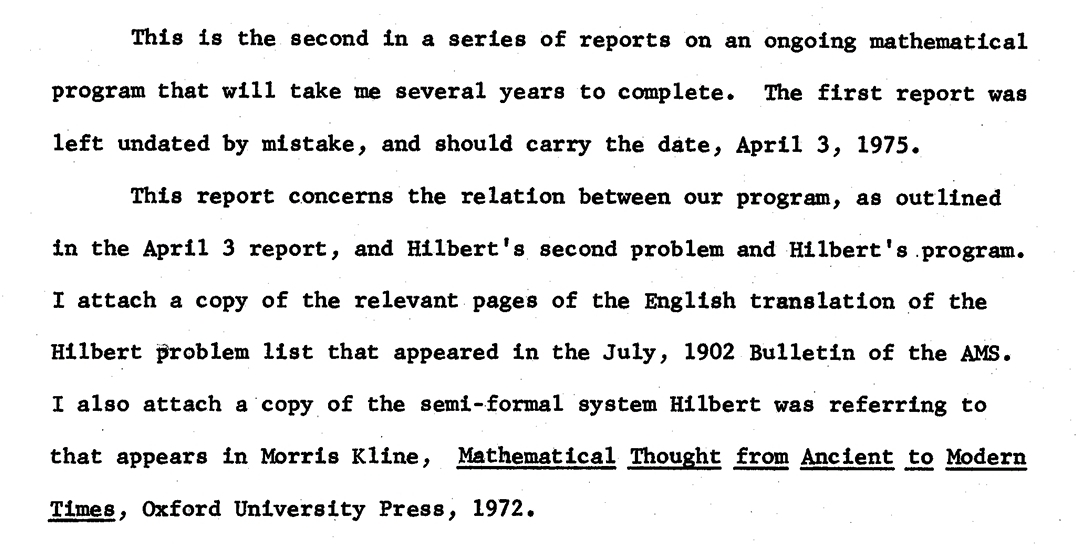 This is the second in a series of reports on an ongoing mathematical
program that will take me several years to complete. The first report was
left undated by mistake, and should carry the date, April 3, 1975.
This report concerns the relation between our program, as outlined
in the April 3 report, and Hilbert's second problem and Hilbert's program.
I attach a copy of the relevant pages of the English translation of the
Hilbert problem list that appeared in the July, 1902 Bulletin of the AMS.
I also attach a copy of the semi-formal system Hilbert was referring to
that appears in Morris Kline, Mathematical Thought from Ancient to Modern
Times, Oxford University Press, 1972.